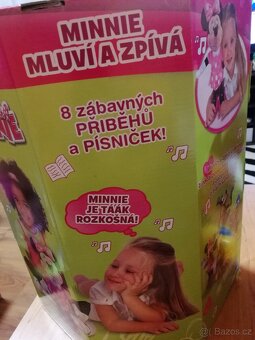 MINNIE
MLUVÍ A ZPÍVÁ
8 zábavných
PŘÍBĚHŮ
a PÍSNIČEK!
MINNIE
JE TÁÁK
ROZKOŠNÁ!
Bazos.cz